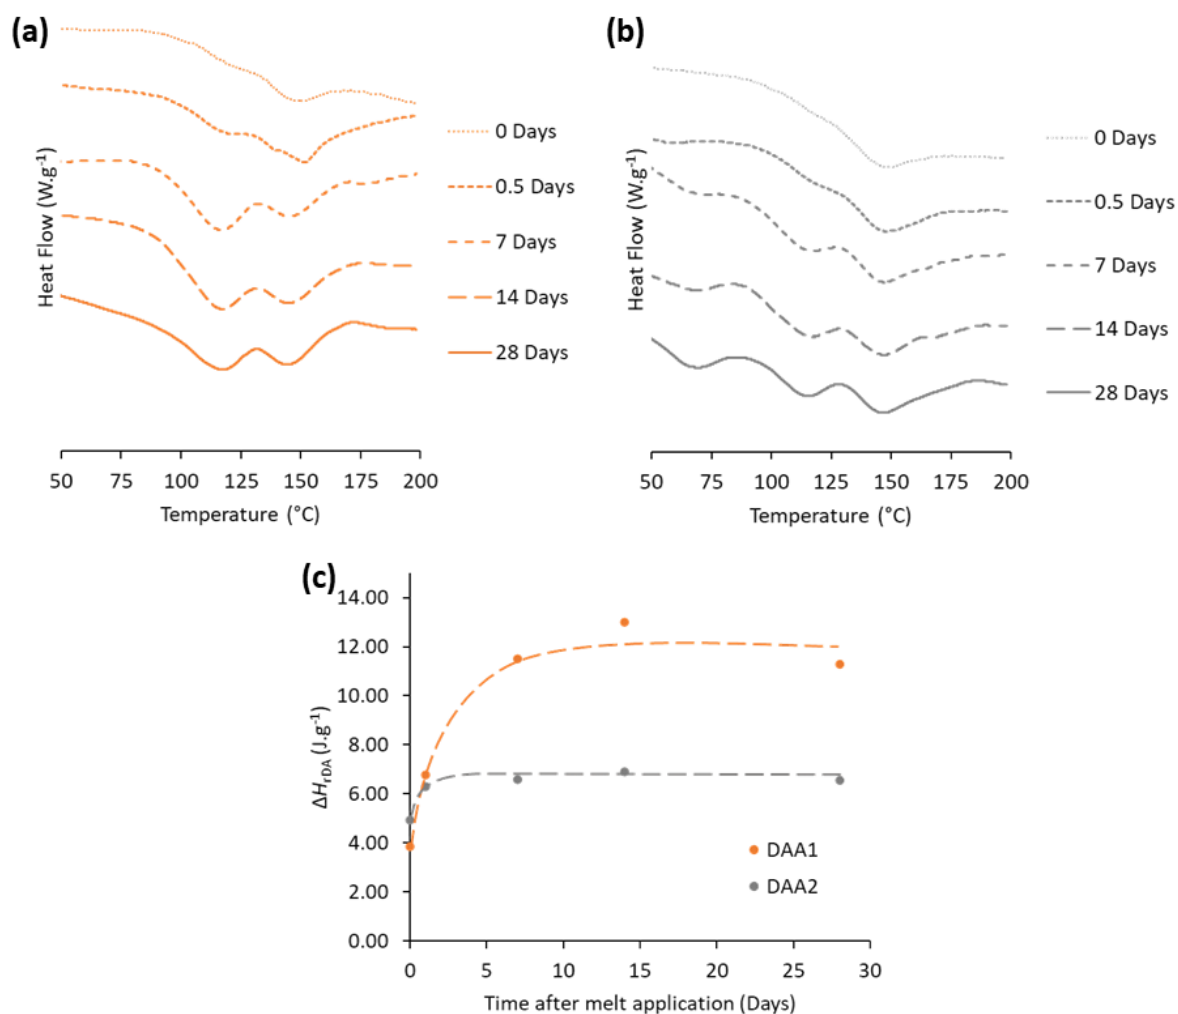 (a)
Heat Flow (W.g⁻¹)
0 Days
0.5 Days
7 Days
14 Days
28 Days
50 75 100 125 150 175 200
Temperature (°C)
(b)
Heat Flow (W.g⁻¹)
0 Days
0.5 Days
7 Days
14 Days
28 Days
50 75 100 125 150 175 200
Temperature (°C)
(c)
ΔHrDA (J.g⁻¹)
14.00
12.00
10.00
8.00
6.00
4.00
2.00
0.00
DAA1
DAA2
0 5 10 15 20 25 30
Time after melt application (Days)